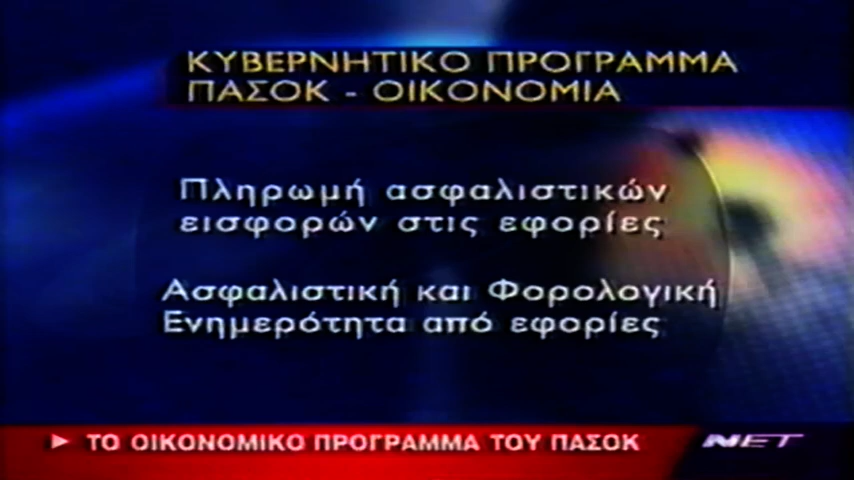 ΚΥΒΕΡΝΗΤΙΚΟ ΠΡΟΓΡΑΜΜΑ
ΠΑΣΟΚ - ΟΙΚΟΝΟΜΙΑ
Πληρωμή ασφαλιστικών
εισφορών στις εφορίες
Ασφαλιστική και Φορολογική
Ενημερότητα από εφορίες
ΤΟ ΟΙΚΟΝΟΜΙΚΟ ΠΡΟΓΡΑΜΜΑ ΤΟΥ ΠΑΣΟΚ
NET